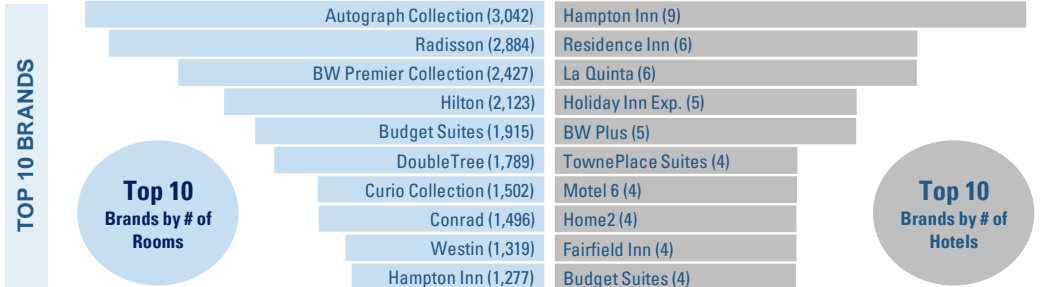 TOP 10 BRANDS
Autograph Collection (3,042)
Radisson (2,884)
BW Premier Collection (2,427)
Hilton (2,123)
Budget Suites (1,915)
DoubleTree (1,789)
Curio Collection (1,502)
Conrad (1,496)
Westin (1,319)
Hampton Inn (1,277)
Top 10
Brands by # of
Rooms
Hampton Inn (9)
Residence Inn (6)
La Quinta (6)
Holiday Inn Exp. (5)
BW Plus (5)
TownePlace Suites (4)
Motel 6 (4)
Home2 (4)
Fairfield Inn (4)
Budget Suites (4)
Top 10
Brands by # of
Hotels